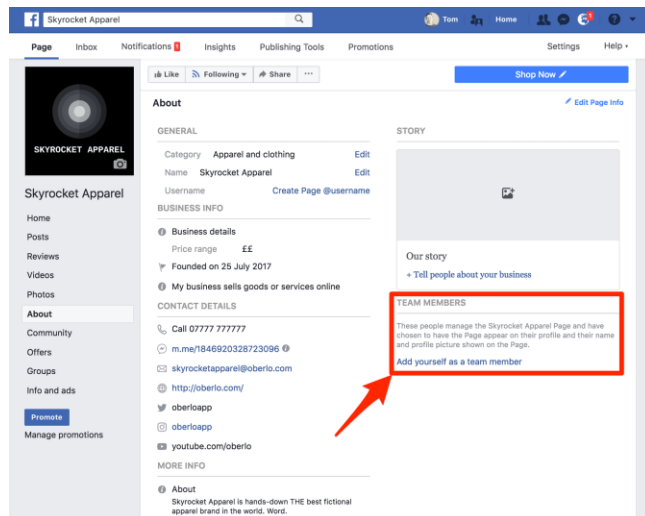 Skyrocket Apparel
Tom
Home
Page
Inbox
Notifications
Insights
Publishing Tools
Promotions
Settings
Help
Like
Following
Share
Shop Now
About
Edit Page Info
GENERAL
Category Apparel and clothing Edit
Name Skyrocket Apparel Edit
Username Create Page @username
BUSINESS INFO
Business details
Price range ££
Founded on 25 July 2017
My business sells goods or services online
CONTACT DETAILS
Call 07777 777777
m.me/1846920328723096
skyrocketapparel@oberlo.com
http://oberlo.com/
oberloapp
oberloapp
youtube.com/oberlo
MORE INFO
About
Skyrocket Apparel is hands-down THE best fictional
apparel brand in the world. Word.
STORY
Our story
+ Tell people about your business
TEAM MEMBERS
These people manage the Skyrocket Apparel Page and have
chosen to have the Page appear on their profile and their name
and profile picture shown on the Page.
Add yourself as a team member
SKYROCKET APPAREL
Skyrocket Apparel
Home
Posts
Reviews
Videos
Photos
About
Community
Offers
Groups
Info and ads
Promote
Manage promotions